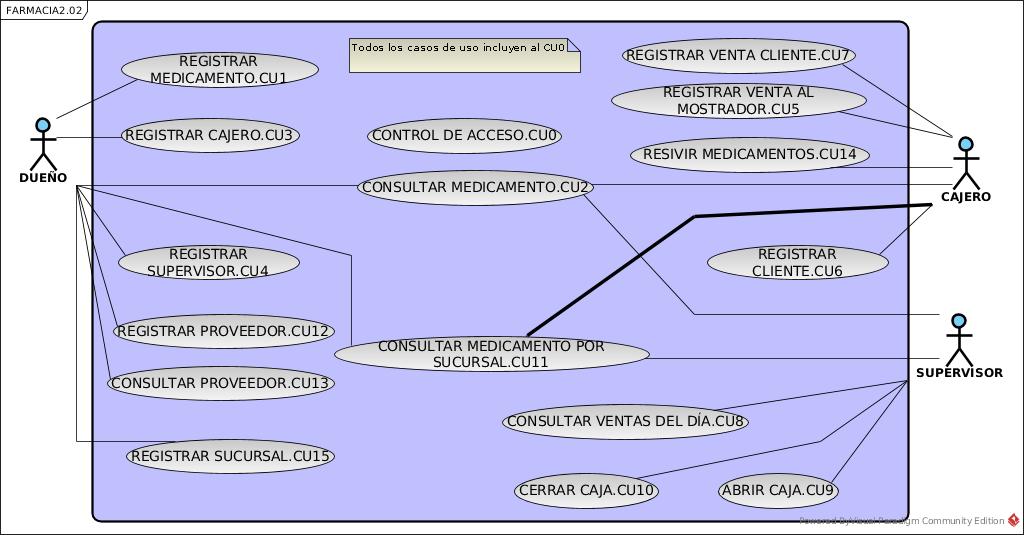 FARMACIA2.02
Todos los casos de uso incluyen al CU0
REGISTRAR
MEDICAMENTO.CU1
REGISTRAR VENTA CLIENTE.CU7
REGISTRAR VENTA AL
MOSTRADOR.CU5
REGISTRAR CAJERO.CU3
CONTROL DE ACCESO.CU0
RESIVIR MEDICAMENTOS.CU14
DUEÑO
CONSULTAR MEDICAMENTO.CU2
CAJERO
REGISTRAR
SUPERVISOR.CU4
REGISTRAR
CLIENTE.CU6
REGISTRAR PROVEEDOR.CU12
CONSULTAR MEDICAMENTO POR
SUCURSAL.CU11
SUPERVISOR
CONSULTAR PROVEEDOR.CU13
CONSULTAR VENTAS DEL DÍA.CU8
REGISTRAR SUCURSAL.CU15
CERRAR CAJA.CU10
ABRIR CAJA.CU9
Powered ByVisual Paradigm Community Edition